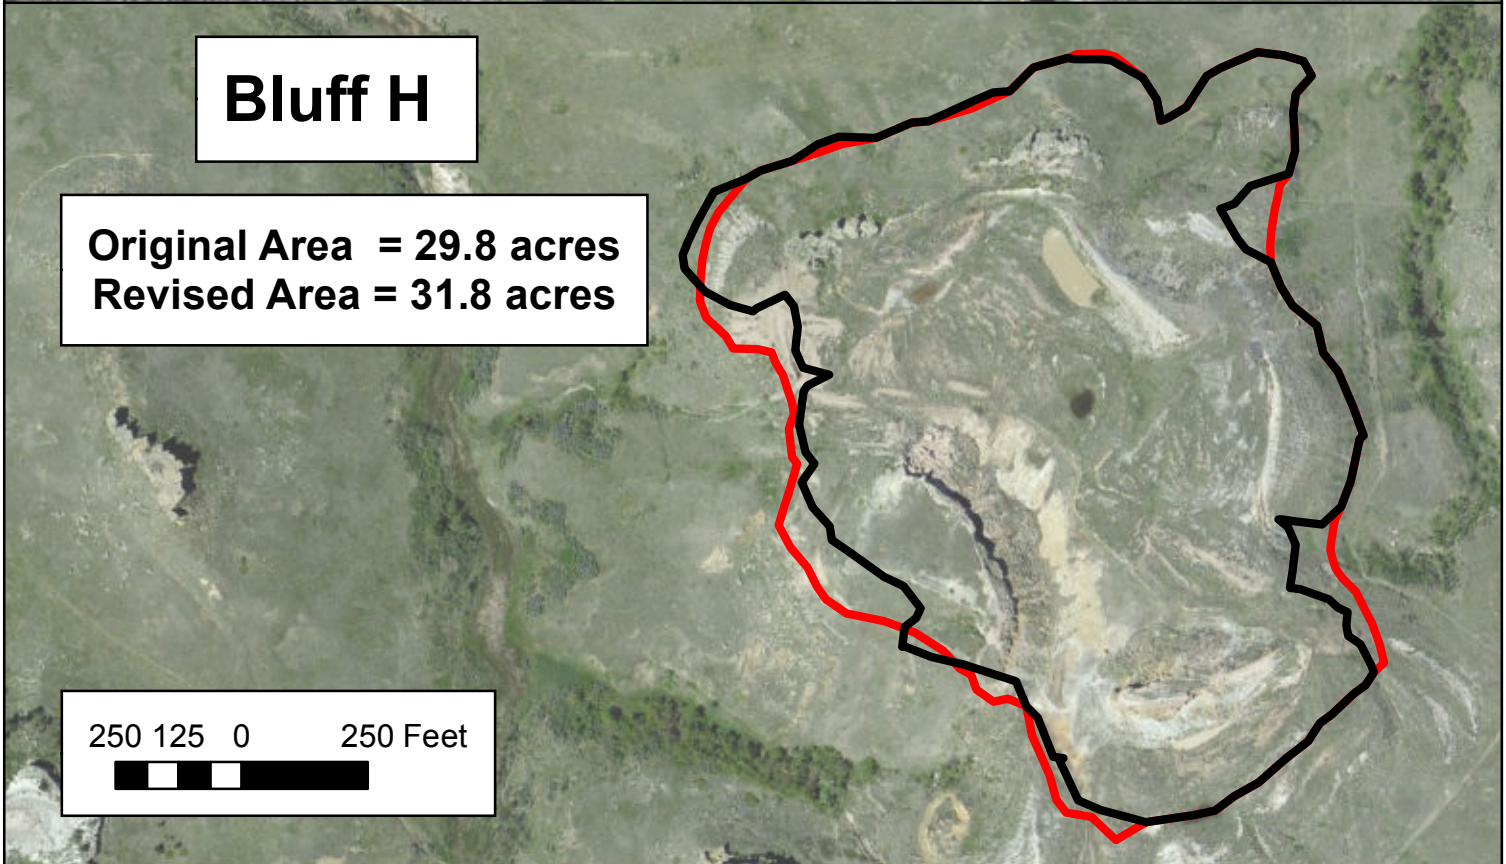 Bluff H
Original Area = 29.8 acres
Revised Area = 31.8 acres
250 125 0 250 Feet